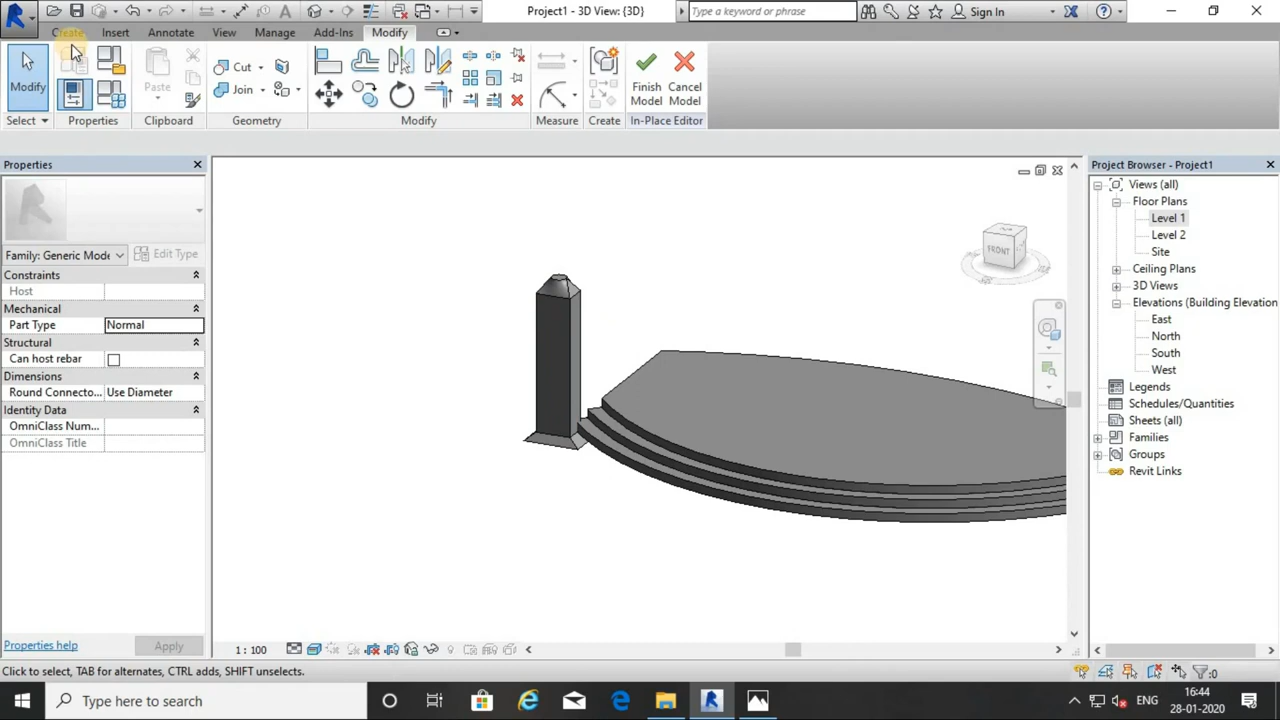 Project1 - 3D View: {3D}
Type a keyword or phrase
Sign In
Create
Insert
Annotate
View
Manage
Add-Ins
Modify
Modify
Paste
Cut
Join
Finish Model
Cancel Model
Select
Properties
Clipboard
Geometry
Modify
Measure
Create
In-Place Editor
Properties
Family: Generic Mode
Edit Type
Constraints
Host
Mechanical
Part Type
Normal
Structural
Can host rebar
Dimensions
Round Connecto...
Use Diameter
Identity Data
OmniClass Num...
OmniClass Title
Properties help
Apply
FRONT
1 : 100
Project Browser - Project1
Views (all)
Floor Plans
Level 1
Level 2
Site
Ceiling Plans
3D Views
Elevations (Building Elevation
East
North
South
West
Legends
Schedules/Quantities
Sheets (all)
Families
Groups
Revit Links
Click to select, TAB for alternates, CTRL adds, SHIFT unselects.
:0
Type here to search
ENG
16:44
28-01-2020